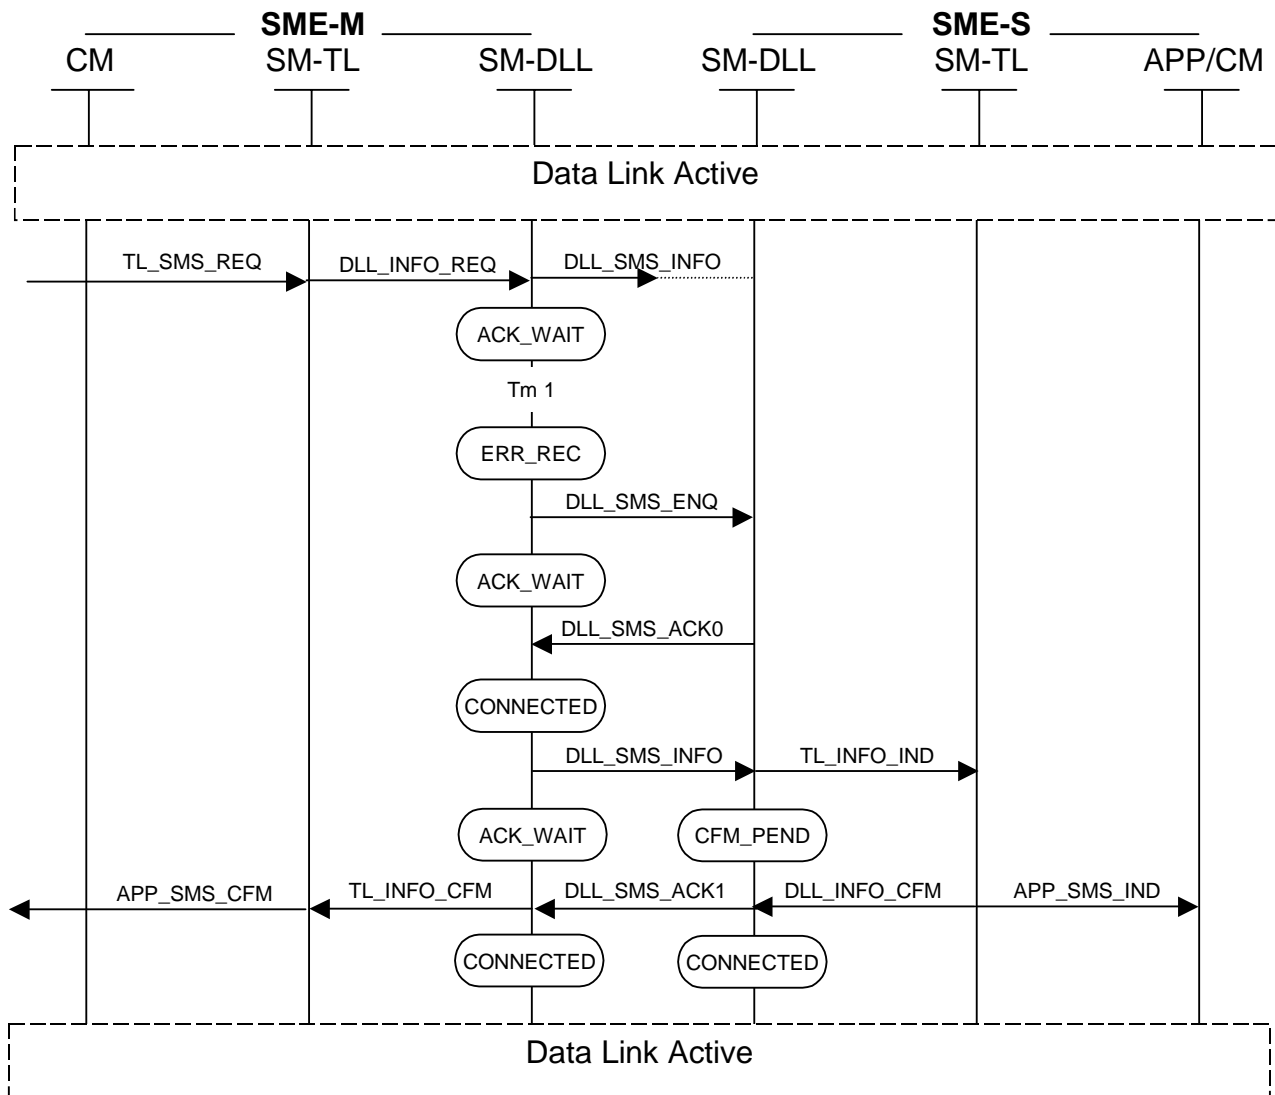 SME-M SME-S
CM SM-TL SM-DLL SM-DLL SM-TL APP/CM
Data Link Active
TL_SMS_REQ DLL_INFO_REQ DLL_SMS_INFO
ACK_WAIT
Tm 1
ERR_REC
DLL_SMS_ENQ
ACK_WAIT
DLL_SMS_ACK0
CONNECTED
DLL_SMS_INFO TL_INFO_IND
ACK_WAIT CFM_PEND
APP_SMS_CFM TL_INFO_CFM DLL_SMS_ACK1 DLL_INFO_CFM APP_SMS_IND
CONNECTED CONNECTED
Data Link Active